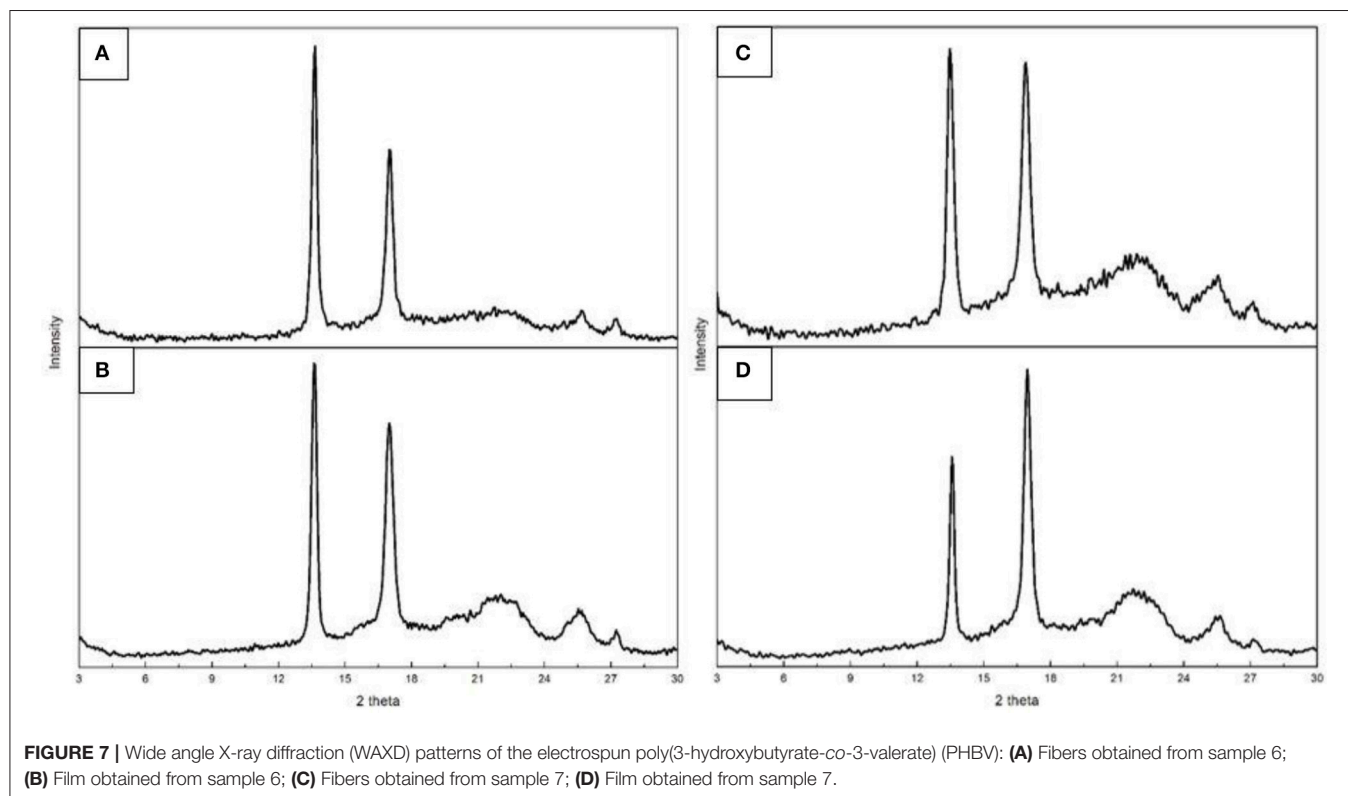 A
Intensity
B
3 6 9 12 15 18 21 24 27 30
2 theta
C
Intensity
D
3 6 9 12 15 18 21 24 27 30
2 theta
FIGURE 7 | Wide angle X-ray diffraction (WAXD) patterns of the electrospun poly(3-hydroxybutyrate-co-3-valerate) (PHBV): (A) Fibers obtained from sample 6;
(B) Film obtained from sample 6; (C) Fibers obtained from sample 7; (D) Film obtained from sample 7.